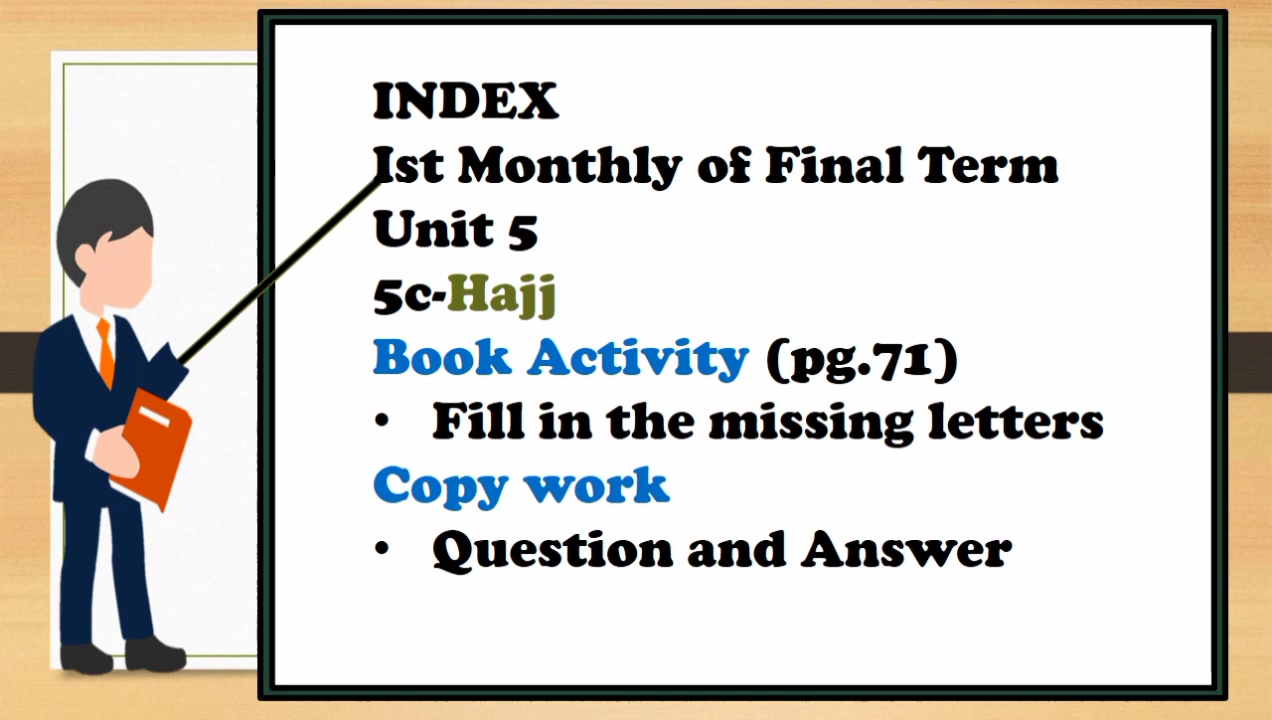 INDEX
Ist Monthly of Final Term
Unit 5
5c-Hajj
Book Activity (pg.71)
• Fill in the missing letters
Copy work
• Question and Answer